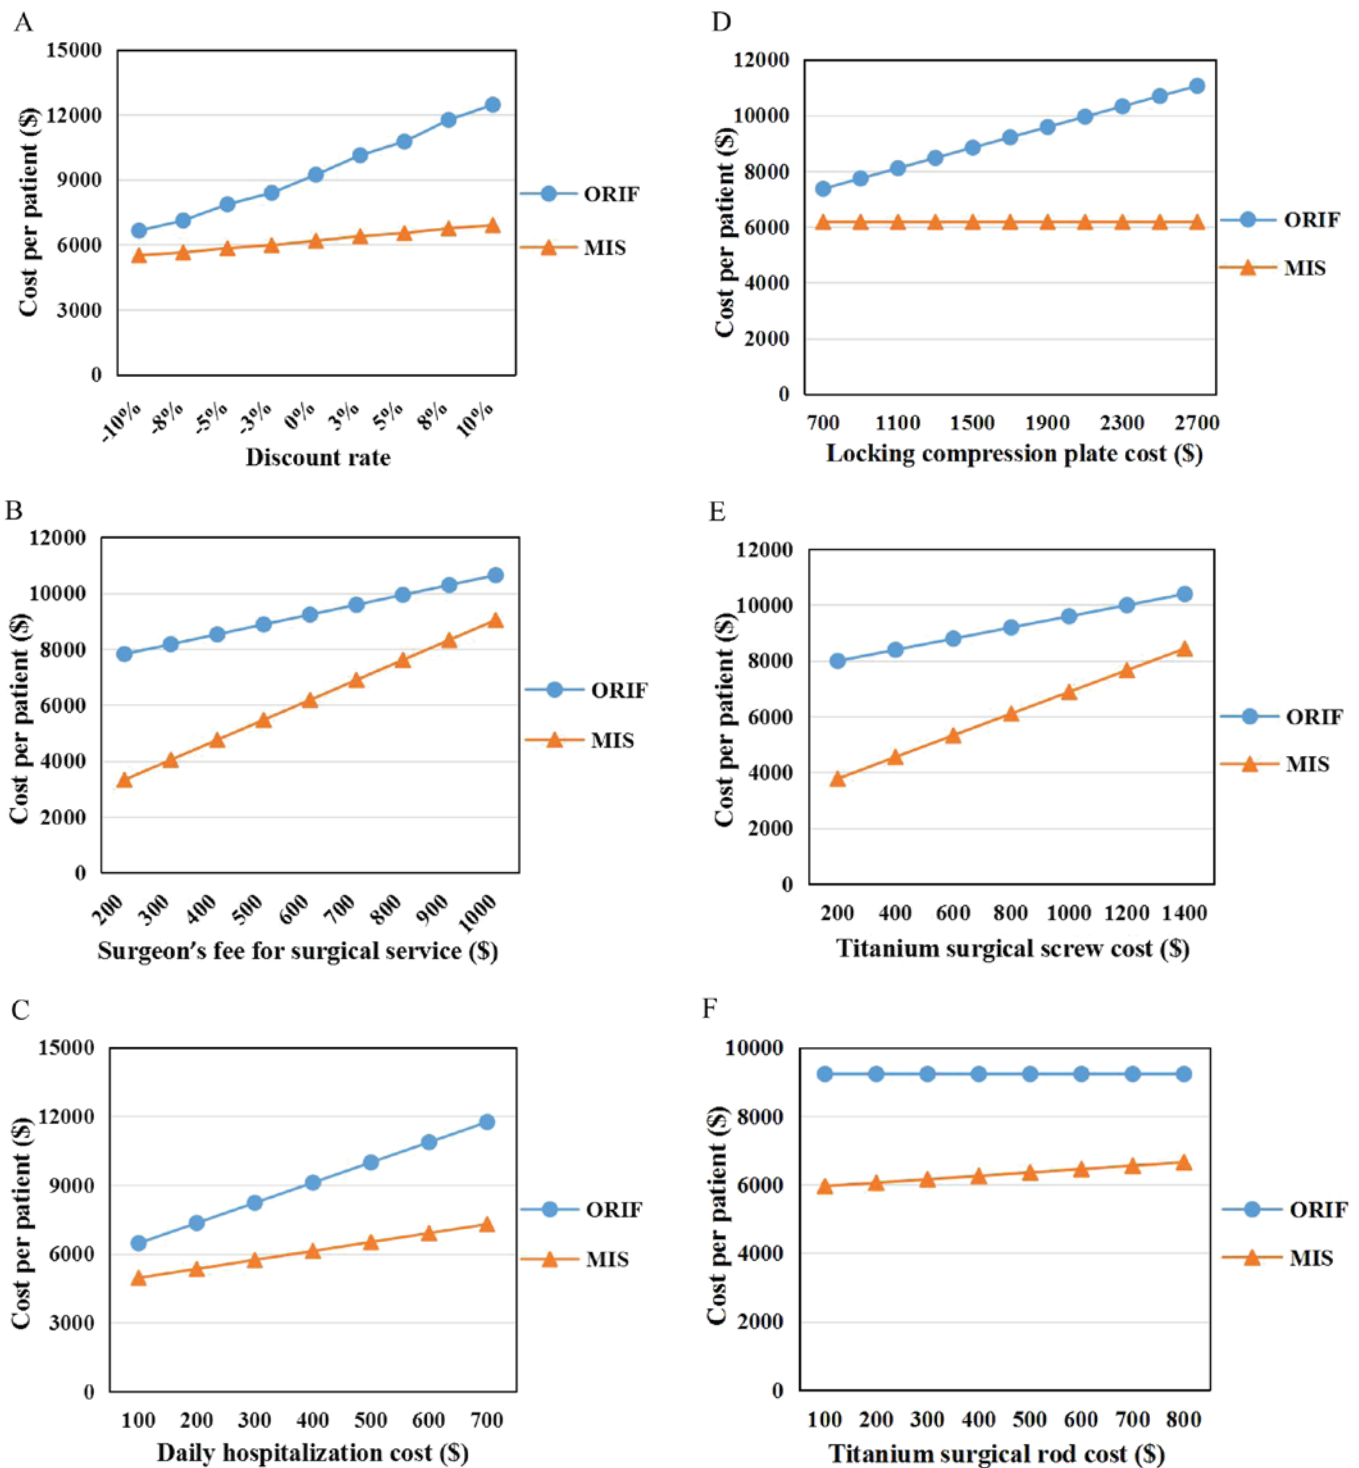 A
15000
12000
9000
6000
3000
0
Cost per patient ($)
-10% -8% -5% -3% 0% 3% 5% 8% 10%
Discount rate
ORIF
MIS
D
12000
10000
8000
6000
4000
2000
0
Cost per patient ($)
700 1100 1500 1900 2300 2700
Locking compression plate cost ($)
ORIF
MIS
B
12000
10000
8000
6000
4000
2000
0
Cost per patient ($)
200 300 400 500 600 700 800 900 1000
Surgeon's fee for surgical service ($)
ORIF
MIS
E
12000
10000
8000
6000
4000
2000
0
Cost per patient ($)
200 400 600 800 1000 1200 1400
Titanium surgical screw cost ($)
ORIF
MIS
C
15000
12000
9000
6000
3000
0
Cost per patient ($)
100 200 300 400 500 600 700
Daily hospitalization cost ($)
ORIF
MIS
F
10000
8000
6000
4000
2000
0
Cost per patient ($)
100 200 300 400 500 600 700 800
Titanium surgical rod cost ($)
ORIF
MIS